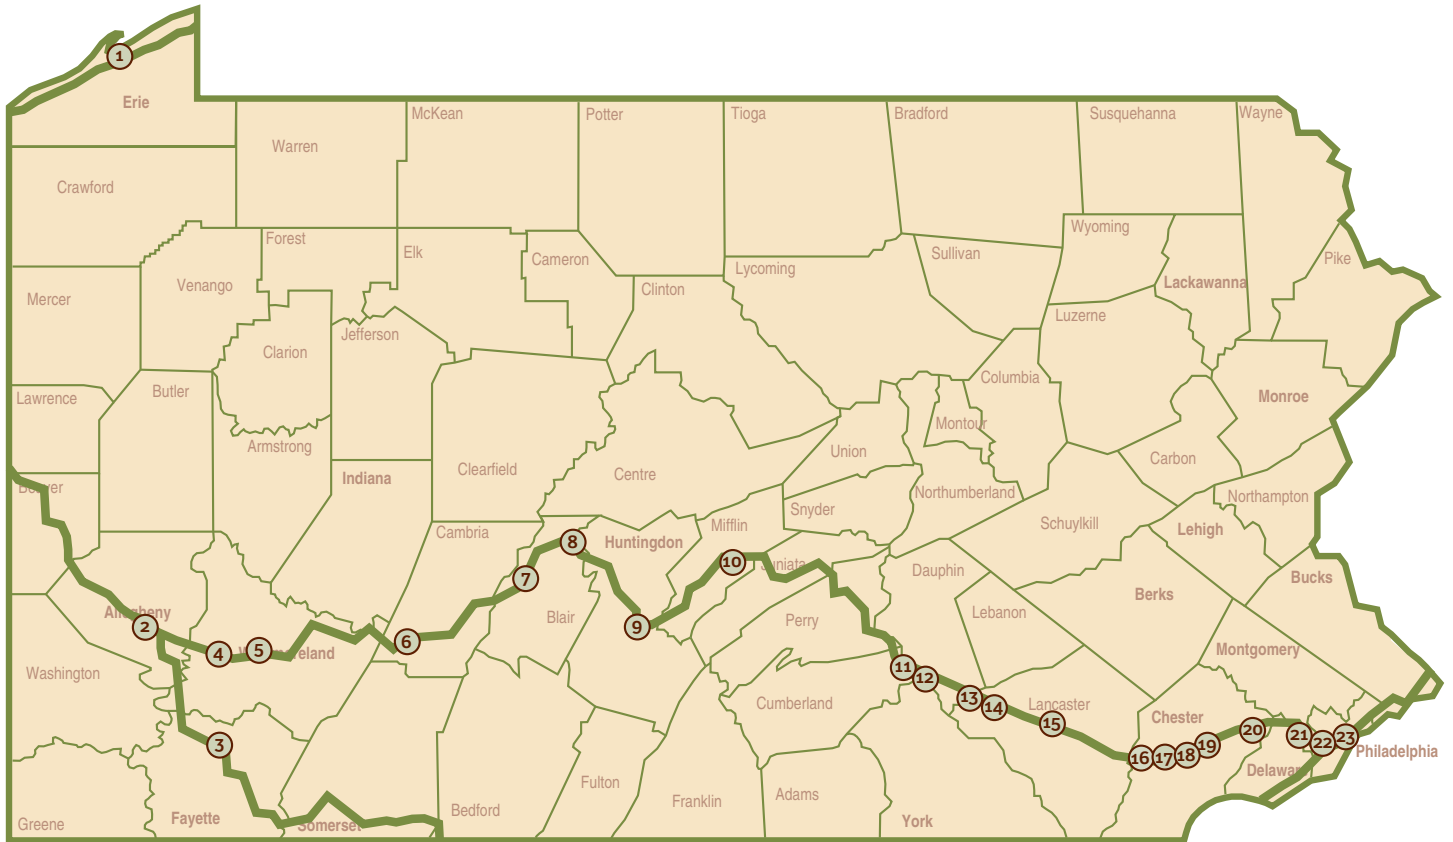 1
Erie
McKean
Potter
Tioga
Bradford
Susquehanna
Wayne
Warren
Crawford
Forest
Elk
Cameron
Wyoming
Sullivan
Pike
Lycoming
Clinton
Lackawanna
Venango
Mercer
Luzerne
Jefferson
Clarion
Columbia
Butler
Lawrence
Monroe
Montour
Armstrong
Union
Carbon
Clearfield
Centre
Indiana
Beaver
Northumberland
Northampton
Snyder
Mifflin
Schuylkill
Lehigh
Cambria
8
Huntingdon
10
Juniata
Dauphin
7
Bucks
Berks
Allegheny
Lebanon
Blair
Perry
2
9
6
4
5
Westmoreland
Montgomery
11
12
Washington
13
14
Cumberland
Lancaster
15
Chester
3
20
21
22
23
19
18
17
16
Philadelphia
Delaware
Fulton
Franklin
Adams
Bedford
Fayette
Somerset
Greene
York